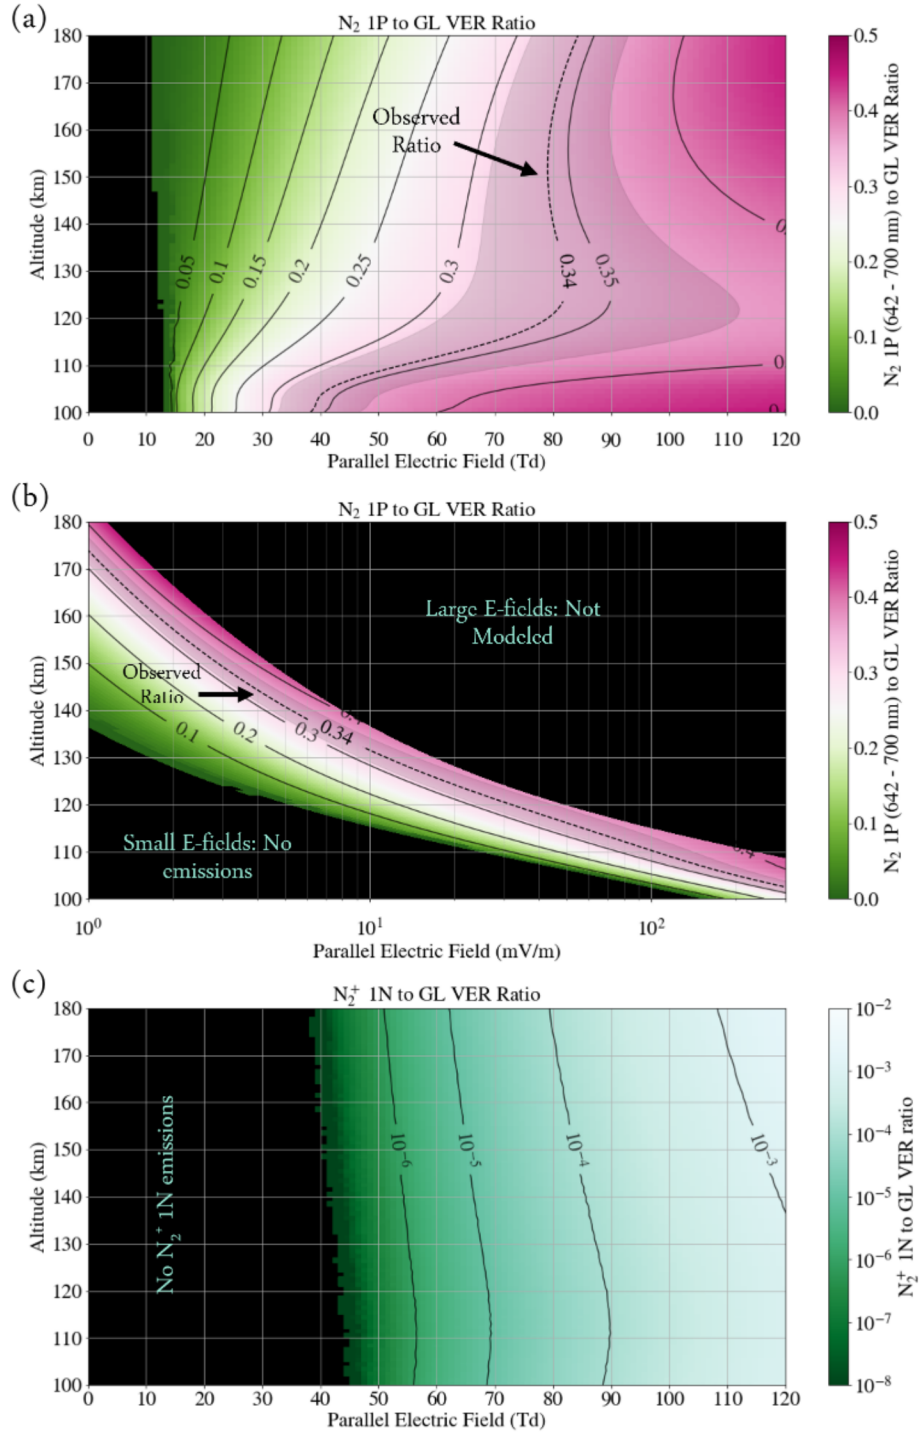 (a)
N₂ 1P to GL VER Ratio
180
170
160
150
140
130
120
110
100
Altitude (km)
Observed
Ratio
0.05
0.1
0.15
0.2
0.25
0.3
0.34
0.35
0.
0
0
0 10 20 30 40 50 60 70 80 90 100 110 120
Parallel Electric Field (Td)
0.5
0.4
0.3
0.2
0.1
0.0
N₂ 1P (642 - 700 nm) to GL VER Ratio
(b)
N₂ 1P to GL VER Ratio
180
170
160
150
140
130
120
110
100
Altitude (km)
Large E-fields: Not
Modeled
Observed
Ratio
0.1
0.2
0.3
0.34
0.4
0.4
Small E-fields: No
emissions
10⁰ 10¹ 10²
Parallel Electric Field (mV/m)
0.5
0.4
0.3
0.2
0.1
0.0
N₂ 1P (642 - 700 nm) to GL VER Ratio
(c)
N₂⁺ 1N to GL VER Ratio
180
170
160
150
140
130
120
110
100
Altitude (km)
No N₂⁺ 1N emissions
10⁻⁶
10⁻⁵
10⁻⁴
10⁻³
0 10 20 30 40 50 60 70 80 90 100 110 120
Parallel Electric Field (Td)
10⁻²
10⁻³
10⁻⁴
10⁻⁵
10⁻⁶
10⁻⁷
10⁻⁸
N₂⁺ 1N to GL VER ratio